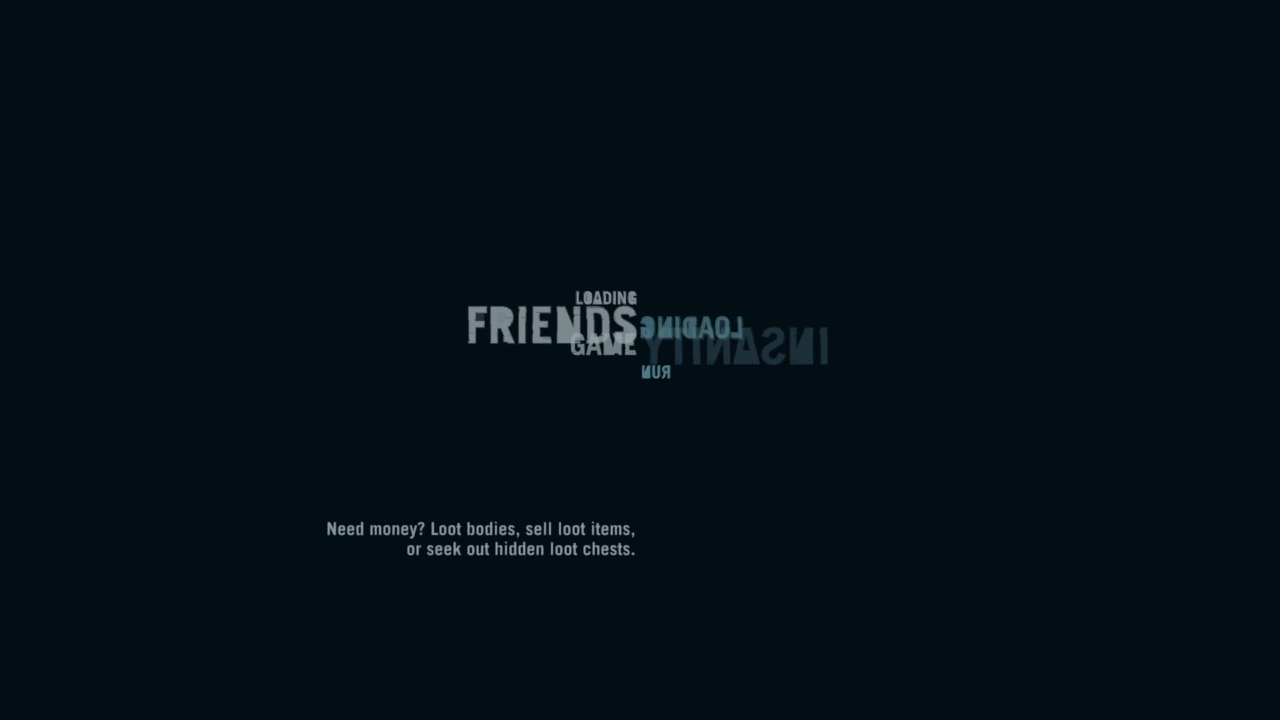 LOADING
FRIENDS
GAME
LOADING
INSANITY
RUN
Need money? Loot bodies, sell loot items,
or seek out hidden loot chests.